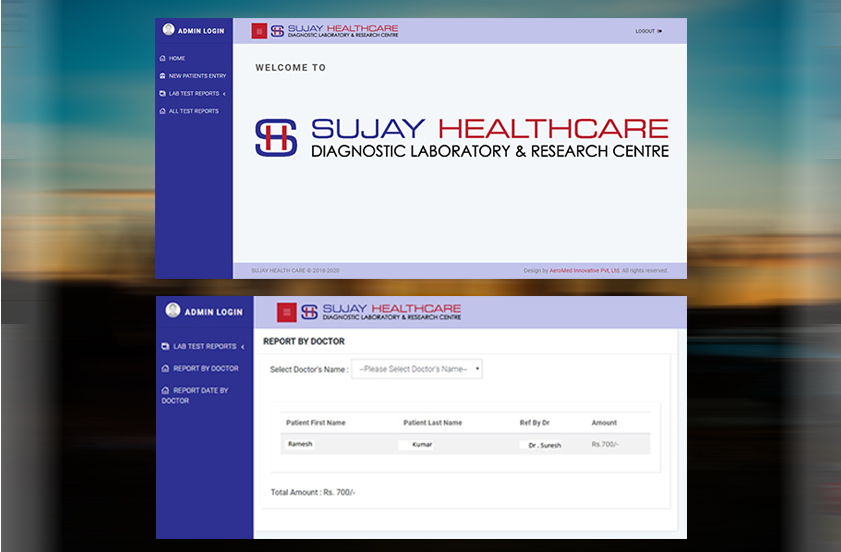 ADMIN LOGIN
SUJAY HEALTHCARE
DIAGNOSTIC LABORATORY & RESEARCH CENTRE
LOGOUT
HOME
NEW PATIENTS ENTRY
LAB TEST REPORTS
ALL TEST REPORTS
WELCOME TO
SH SUJAY HEALTHCARE
DIAGNOSTIC LABORATORY & RESEARCH CENTRE
SUJAY HEALTH CARE © 2018-2020
Design by AeroMed Innovative Pvt, Ltd. All rights reserved.
ADMIN LOGIN
SUJAY HEALTHCARE
DIAGNOSTIC LABORATORY & RESEARCH CENTRE
LAB TEST REPORTS
REPORT BY DOCTOR
REPORT DATE BY
DOCTOR
REPORT BY DOCTOR
Select Doctor's Name : --Please Select Doctor's Name--
Patient First Name Patient Last Name Ref By Dr Amount
Ramesh Kumar Dr . Suresh Rs.700/-
Total Amount : Rs. 700/-